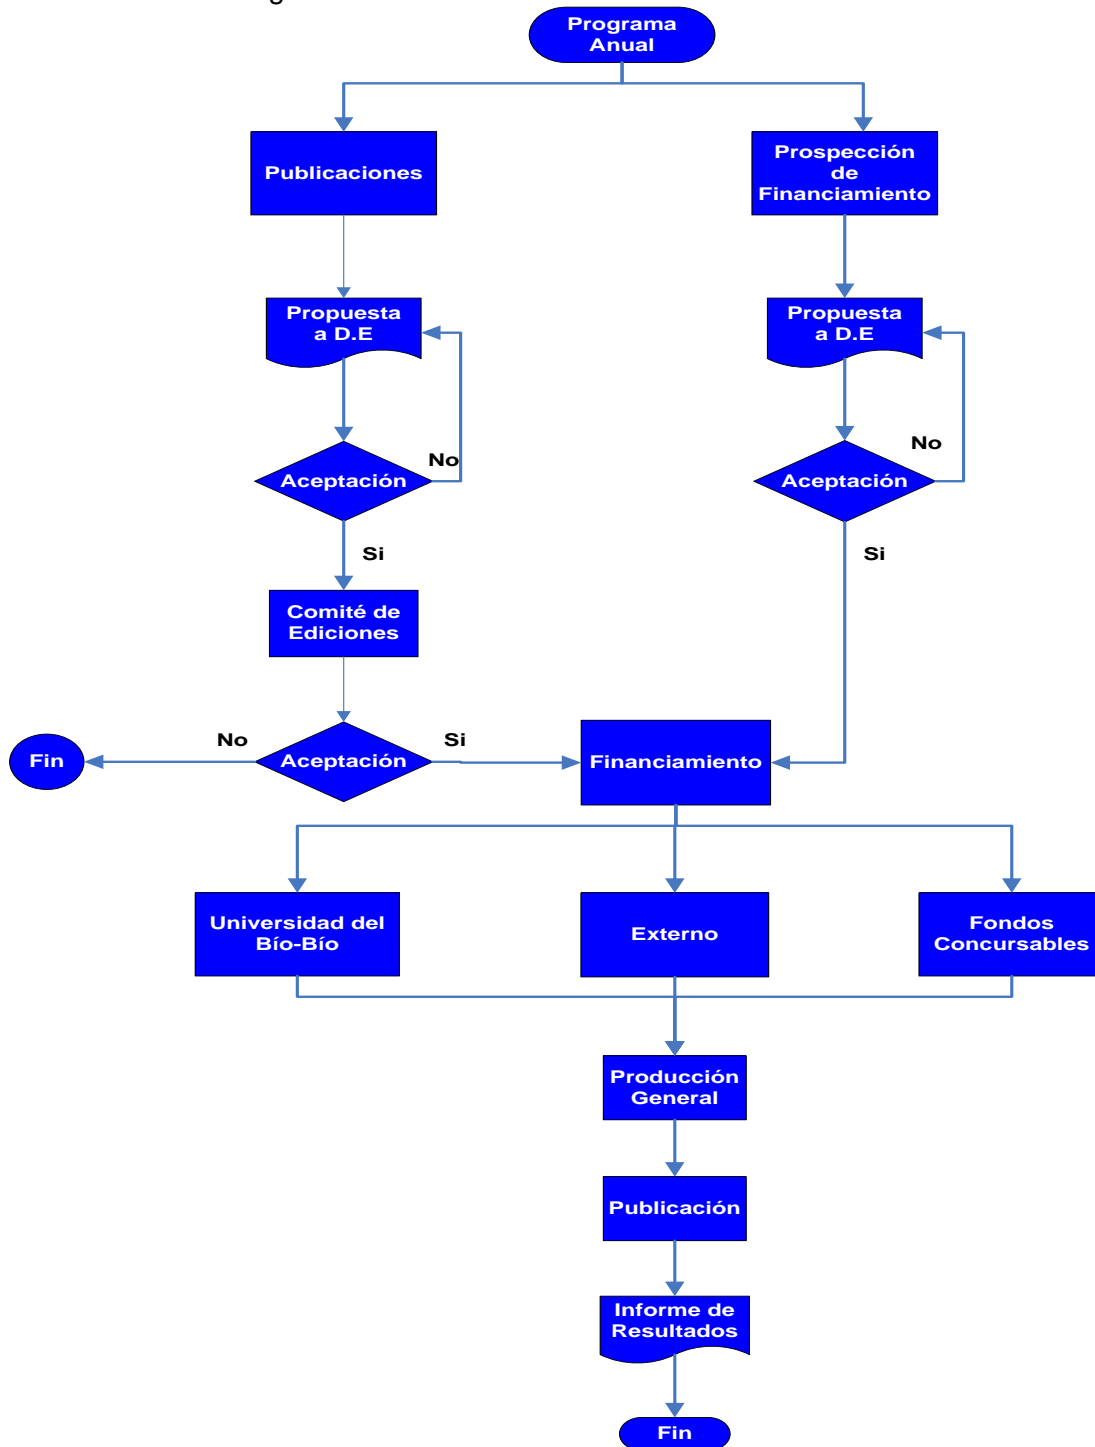 Programa
Anual
Publicaciones
Prospección
de
Financiamiento
Propuesta
a D.E
Propuesta
a D.E
Aceptación
No
Aceptación
No
Si
Si
Comité de
Ediciones
No
Si
Fin
Aceptación
Financiamiento
Universidad del
Bío-Bío
Externo
Fondos
Concursables
Producción
General
Publicación
Informe de
Resultados
Fin